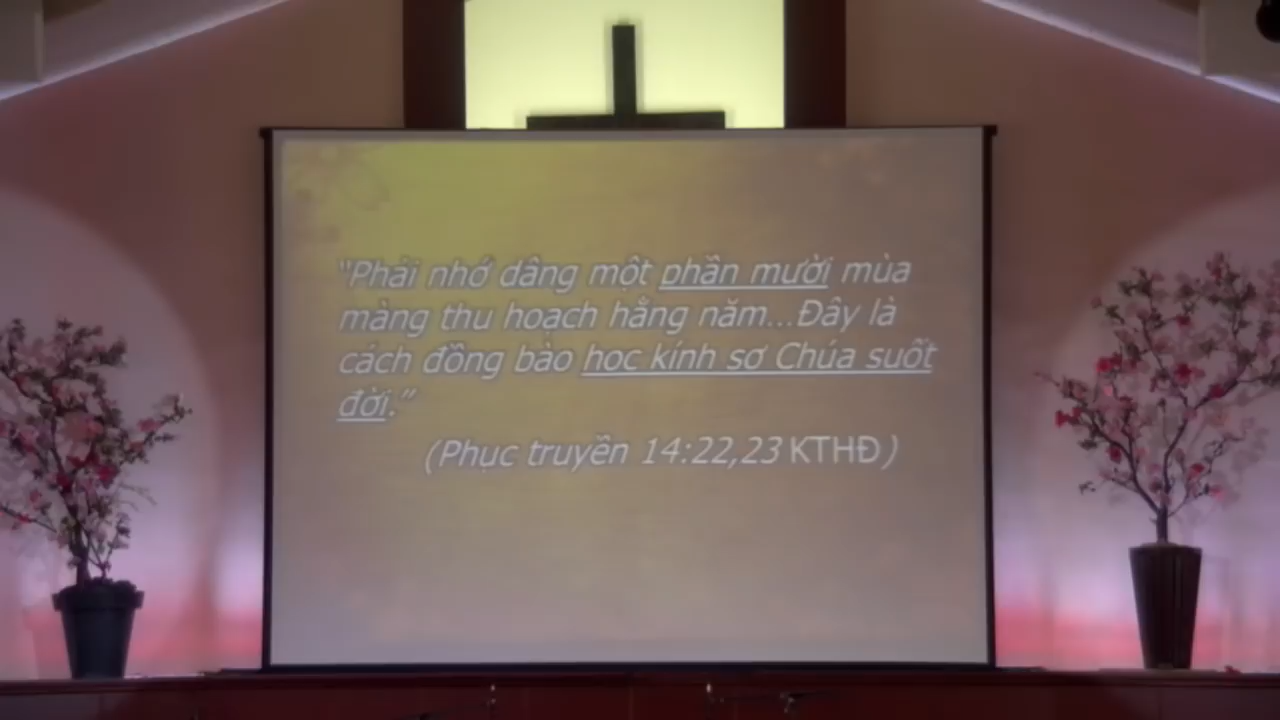 “Phải nhớ dâng một phần mười mùa
màng thu hoạch hằng năm...Đây là
cách đồng bào học kính sợ Chúa suốt
đời.”
(Phục truyền 14:22,23 KTHĐ)